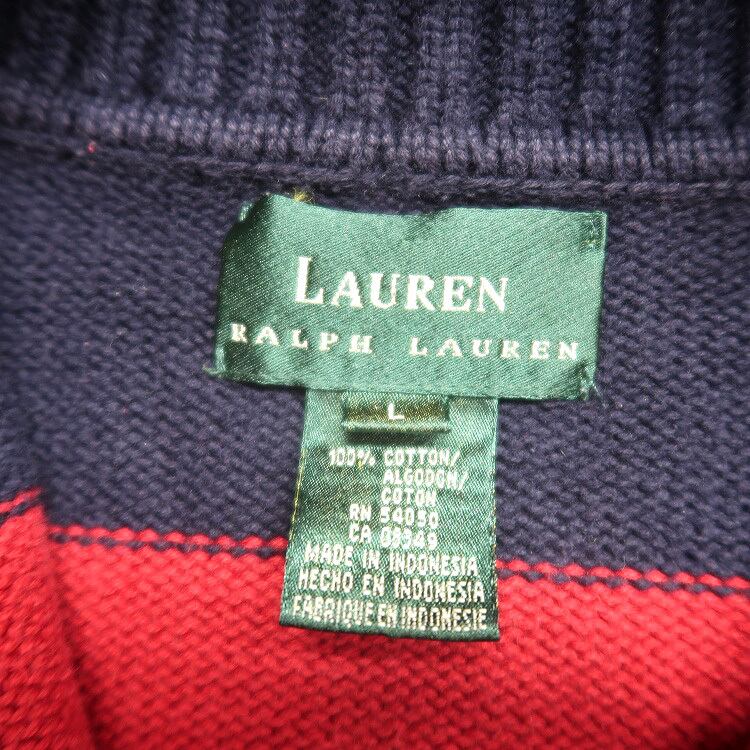 LAUREN
RALPH LAUREN
L
100% COTTON/
ALGODON/
COTON
RN 54050
CA 08549
MADE IN INDONESIA
HECHO EN INDONESIA
FABRIQUE EN INDONESIE